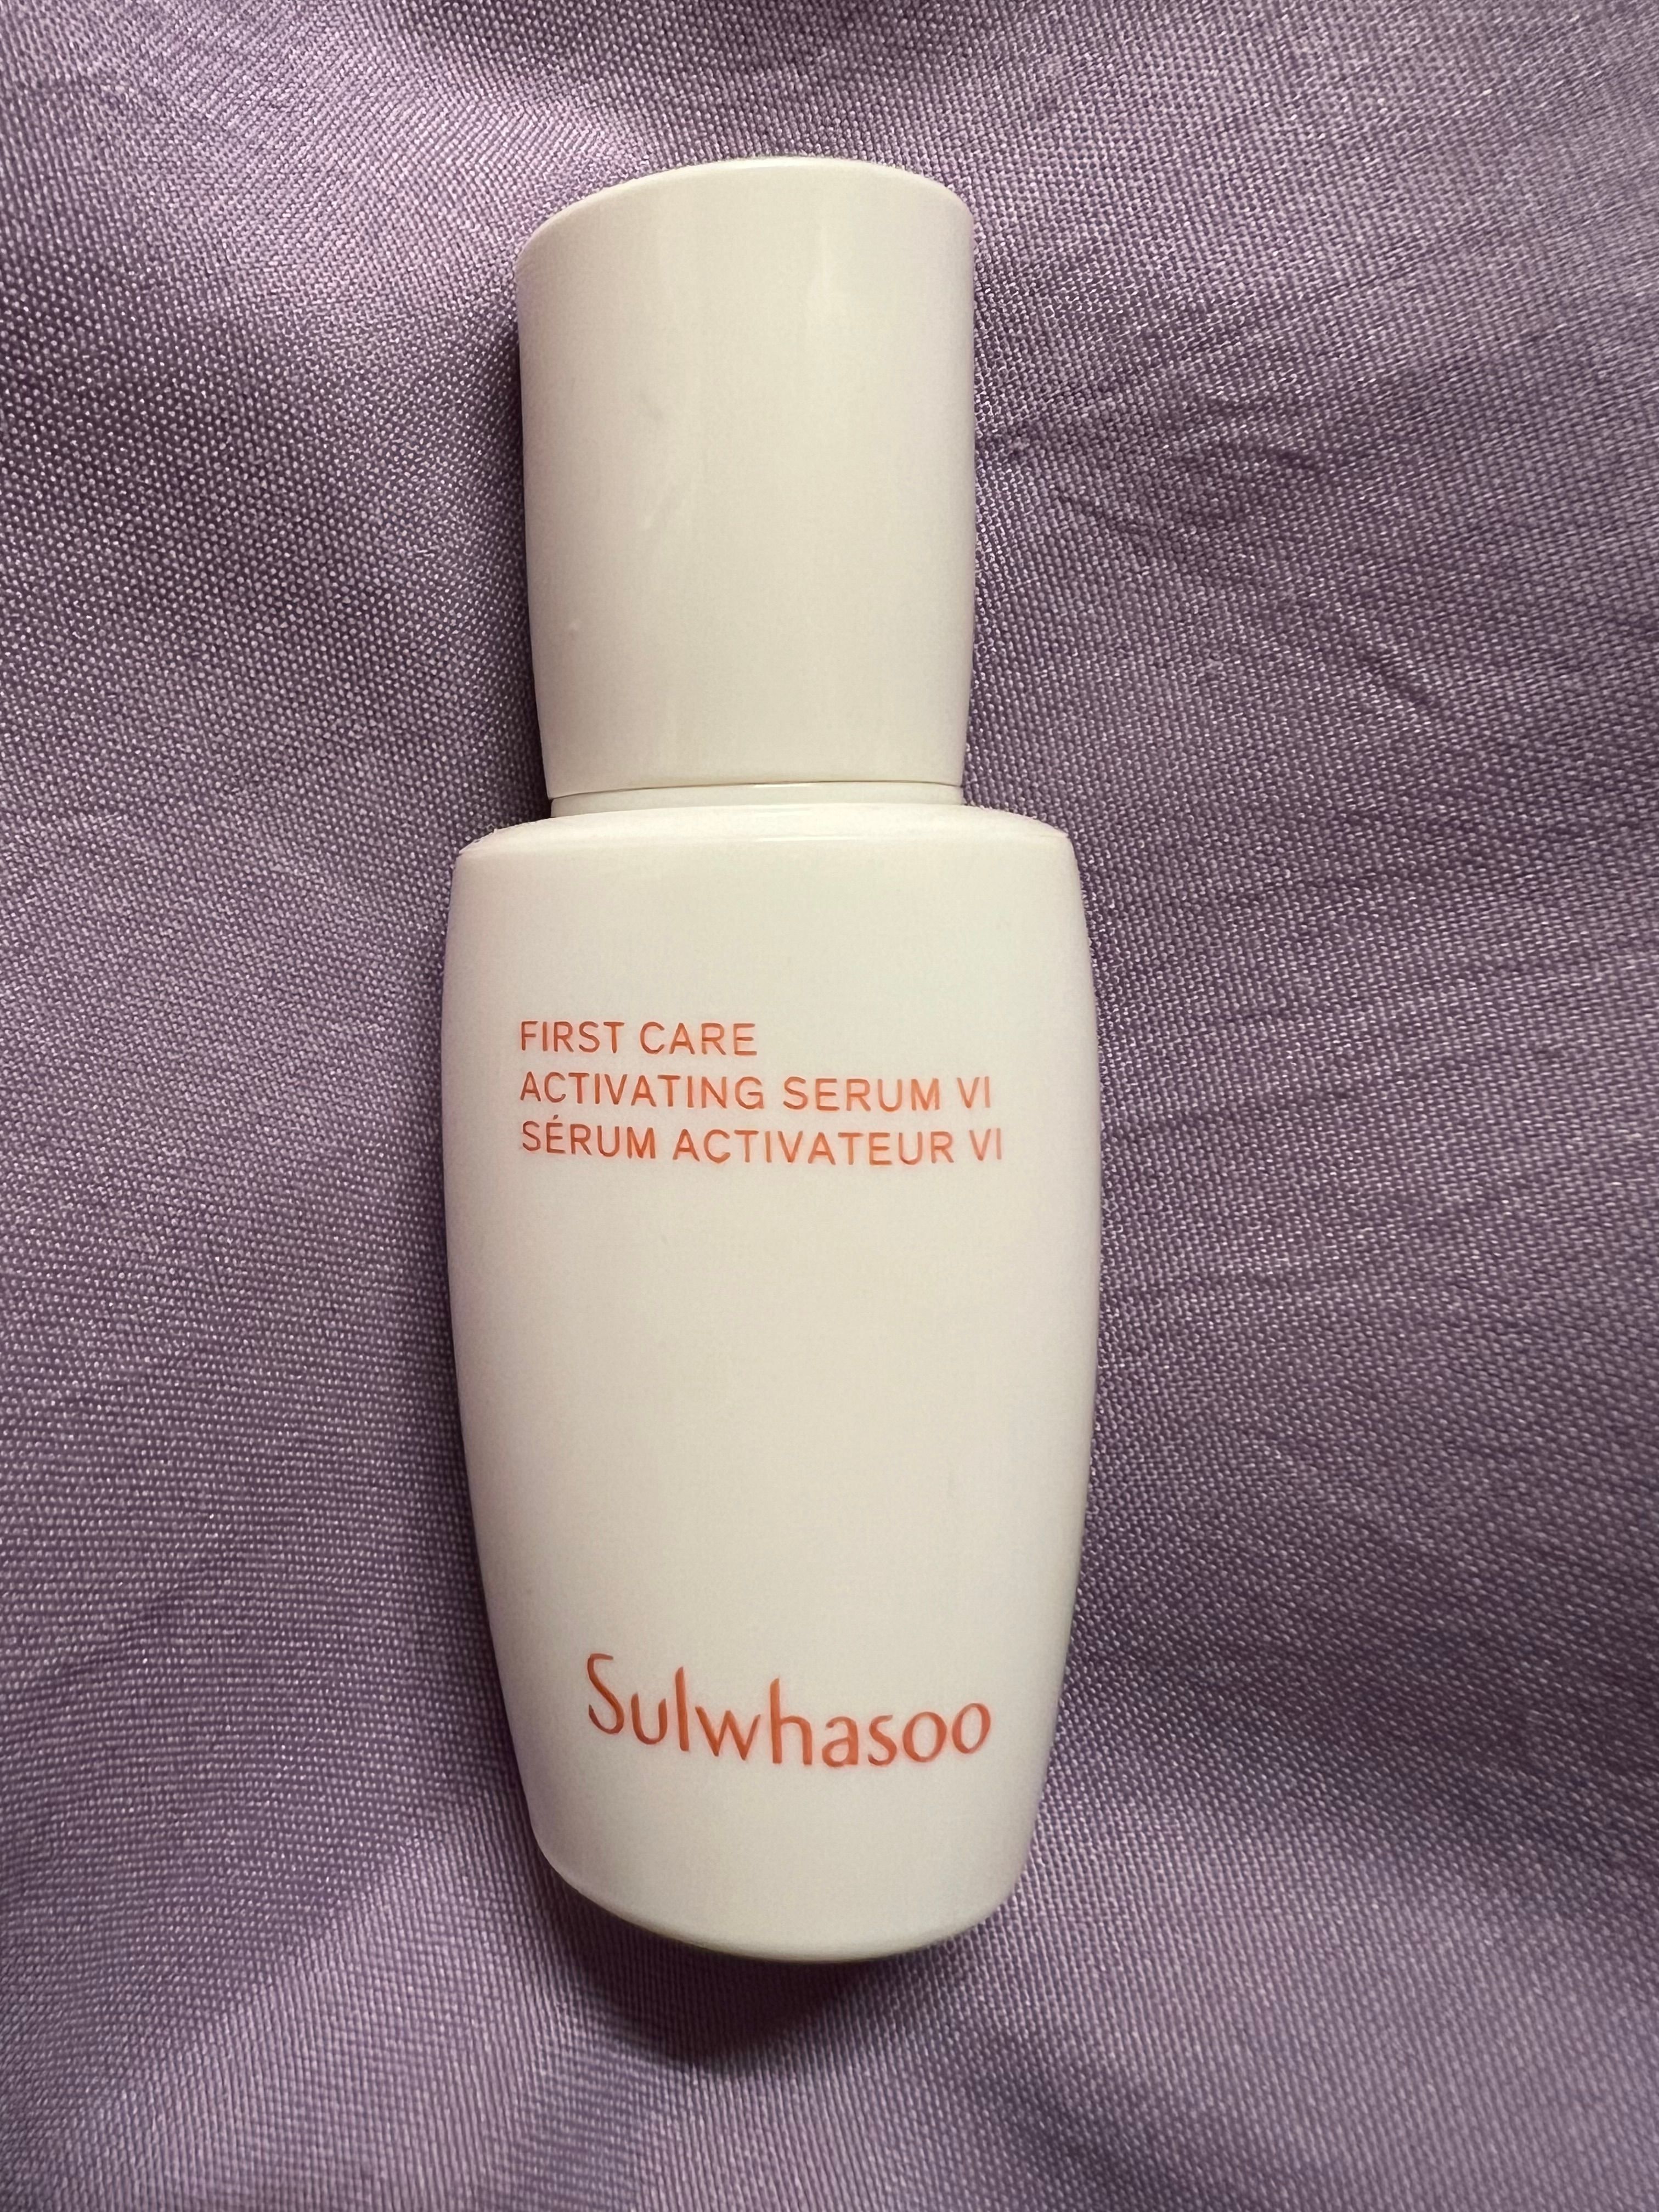 FIRST CARE
ACTIVATING SERUM VI
SÉRUM ACTIVATEUR VI
Sulwhasoo